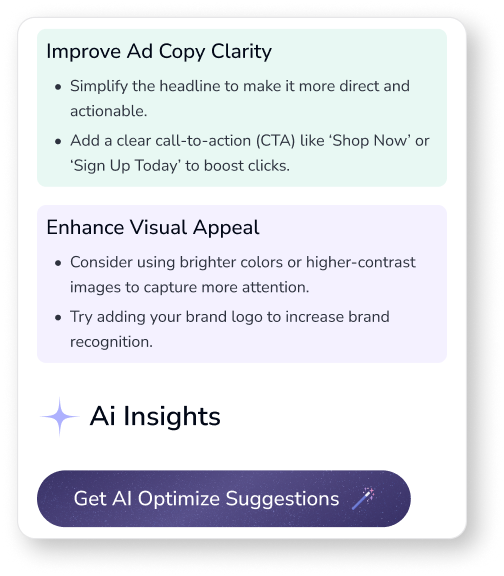 Improve Ad Copy Clarity
• Simplify the headline to make it more direct and
actionable.
• Add a clear call-to-action (CTA) like ‘Shop Now’ or
‘Sign Up Today’ to boost clicks.
Enhance Visual Appeal
• Consider using brighter colors or higher-contrast
images to capture more attention.
• Try adding your brand logo to increase brand
recognition.
Ai Insights
Get AI Optimize Suggestions